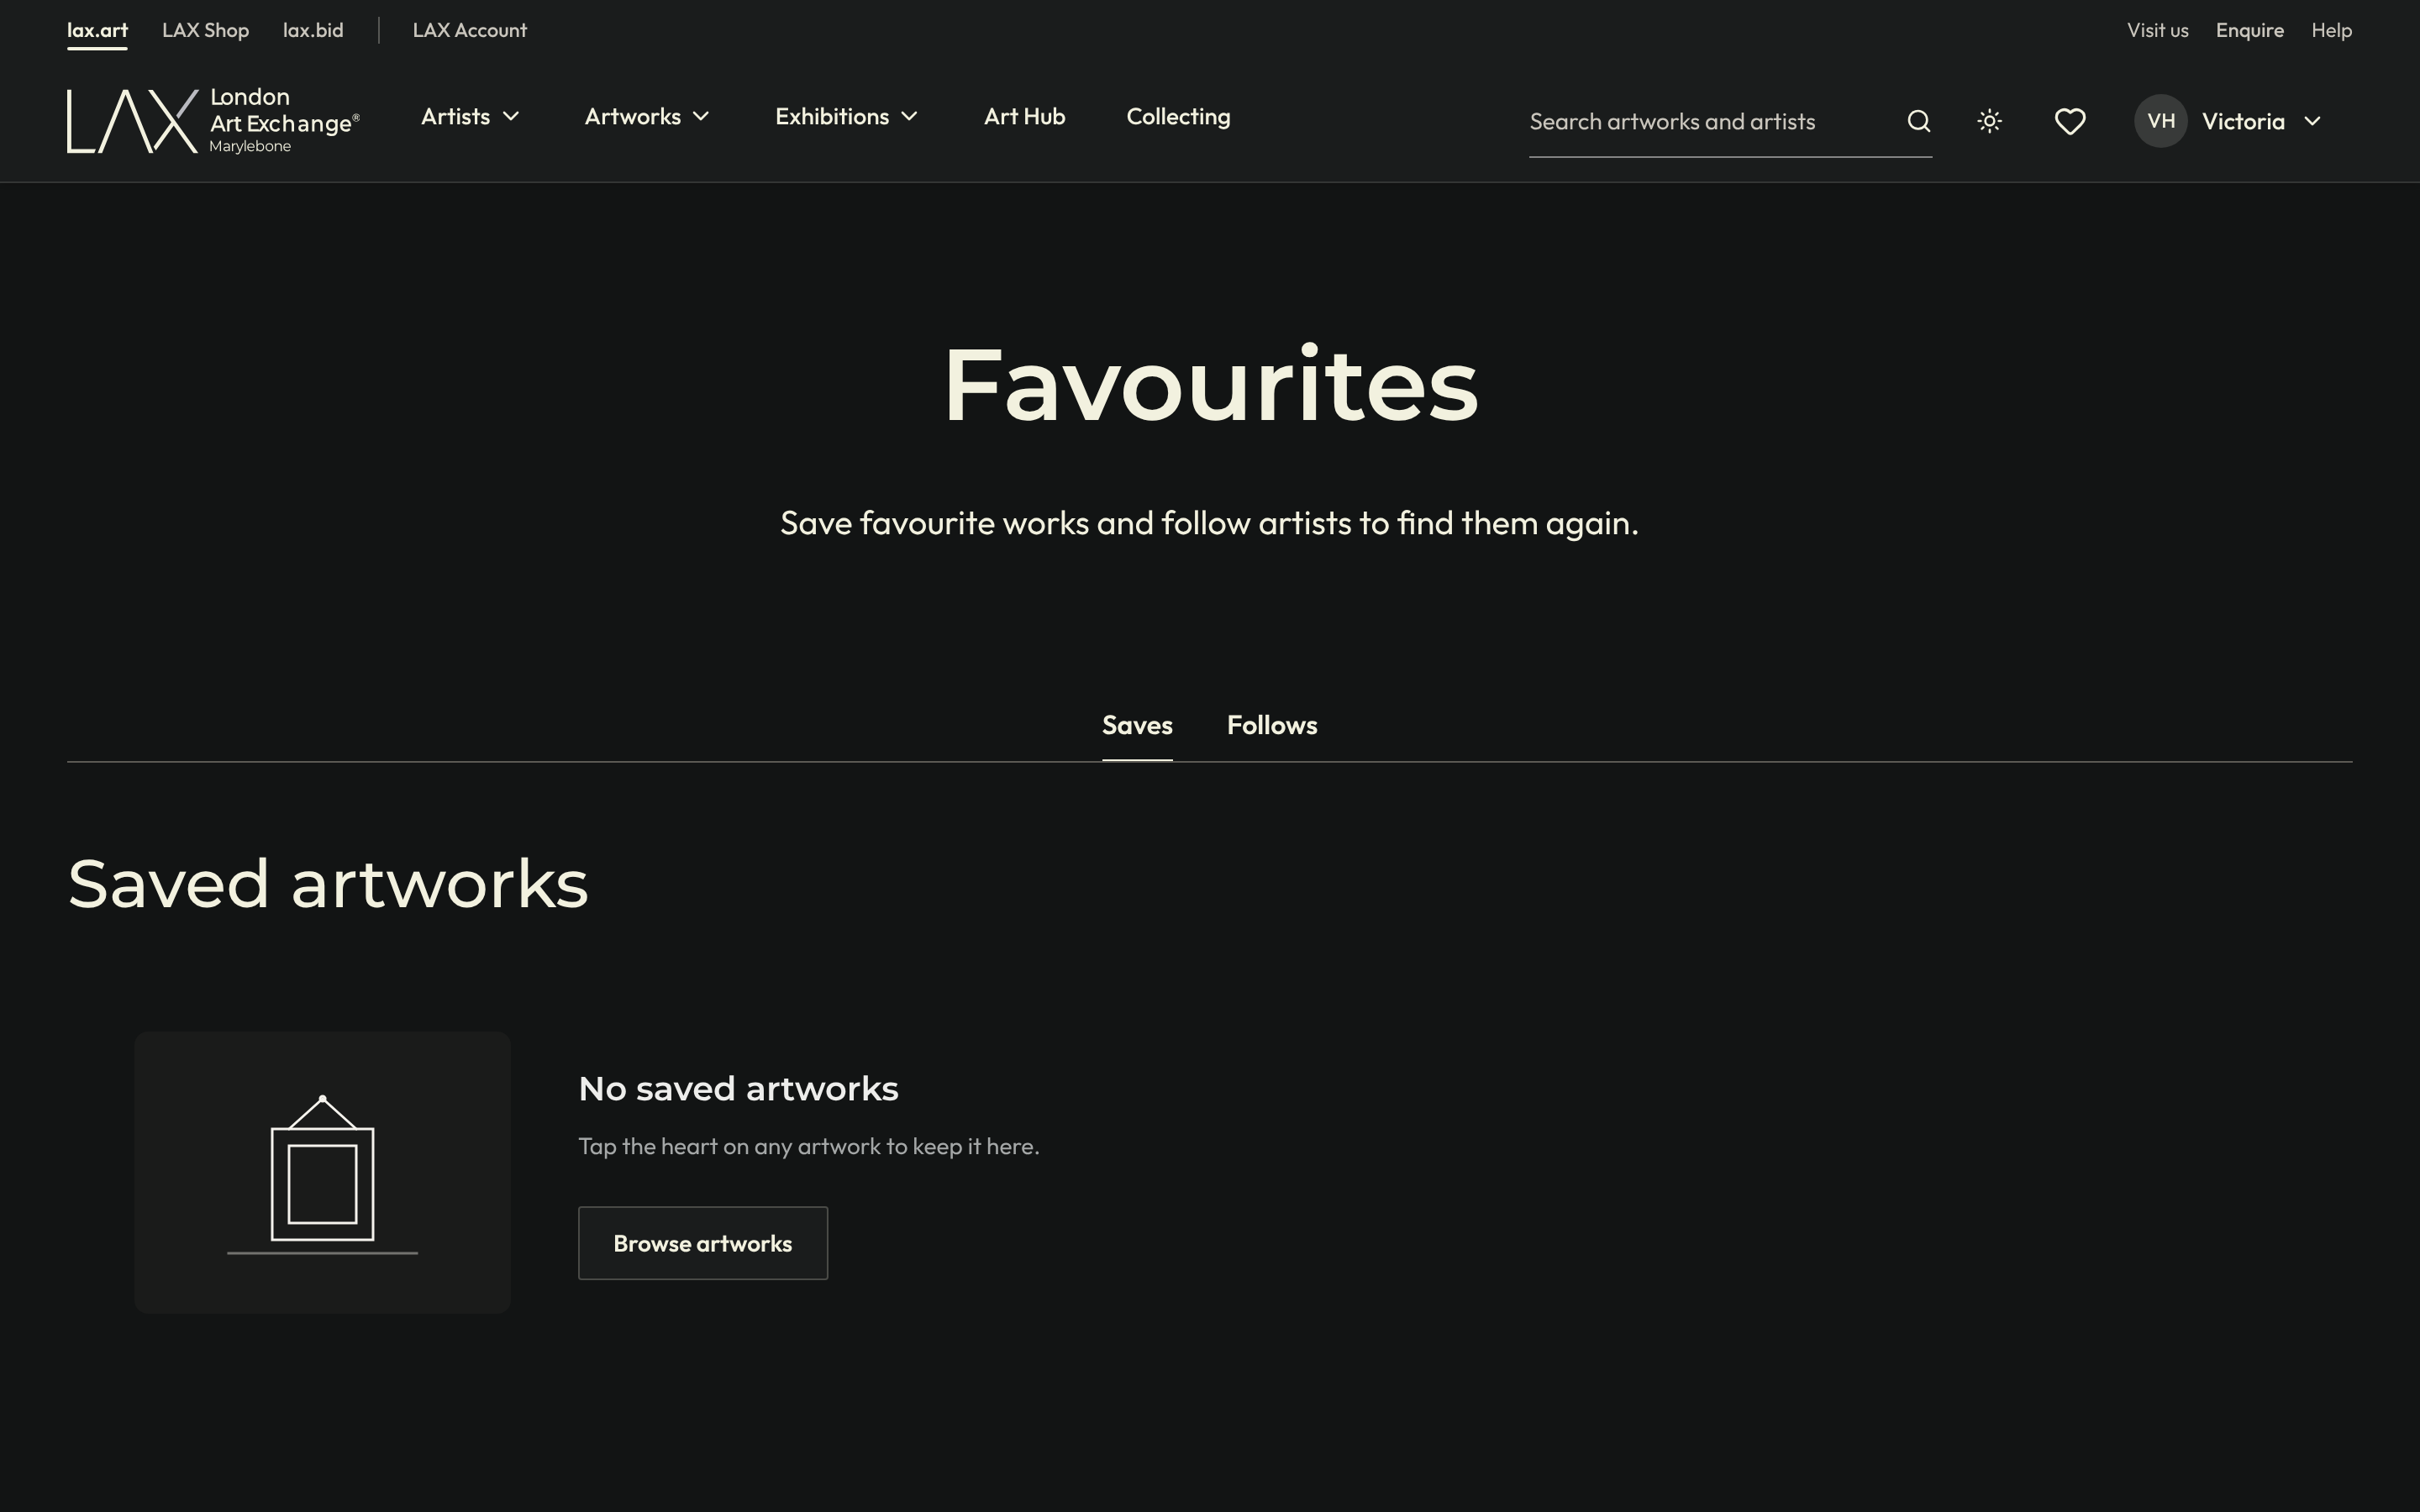 lax.art LAX Shop lax.bid LAX Account Visit us Enquire Help
LAX London
Art Exchange®
Marylebone
Artists Artworks Exhibitions Art Hub Collecting Search artworks and artists VH Victoria
Favourites
Save favourite works and follow artists to find them again.
Saves Follows
Saved artworks
No saved artworks
Tap the heart on any artwork to keep it here.
Browse artworks